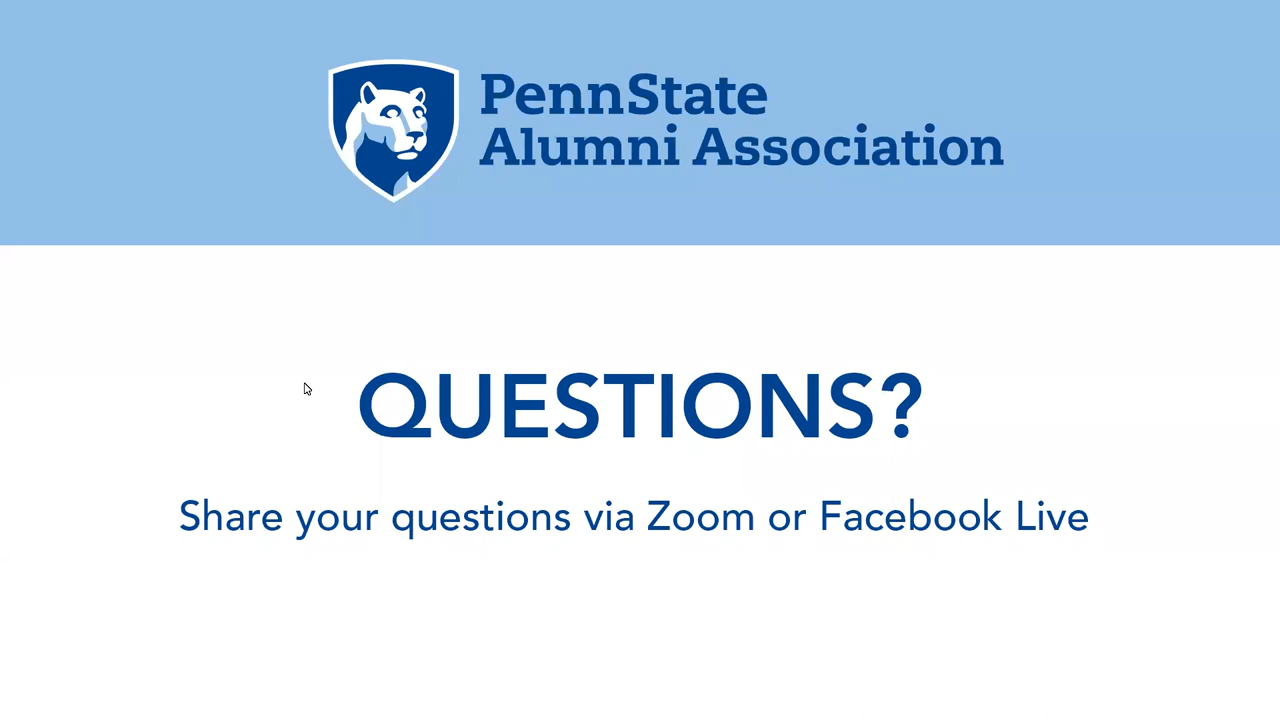 PennState
Alumni Association
QUESTIONS?
Share your questions via Zoom or Facebook Live